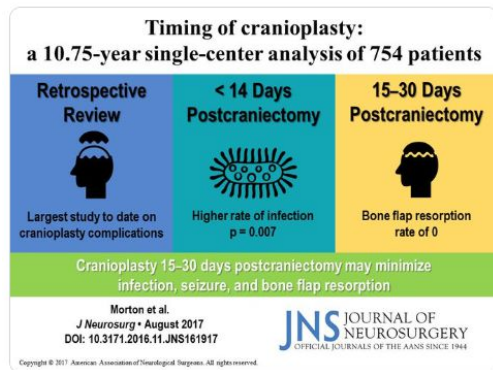 Timing of cranioplasty:
a 10.75-year single-center analysis of 754 patients
Retrospective
Review
Largest study to date on
cranioplasty complications
< 14 Days
Postcraniectomy
Higher rate of infection
p = 0.007
15–30 Days
Postcraniectomy
Bone flap resorption
rate of 0
Cranioplasty 15–30 days postcraniectomy may minimize
infection, seizure, and bone flap resorption
Morton et al.
J Neurosurg • August 2017
DOI: 10.3171.2016.11.JNS161917
JNS JOURNAL OF
NEUROSURGERY
OFFICIAL JOURNALS OF THE AANS SINCE 1944
Copyright © 2017 American Association of Neurological Surgeons. All rights reserved.